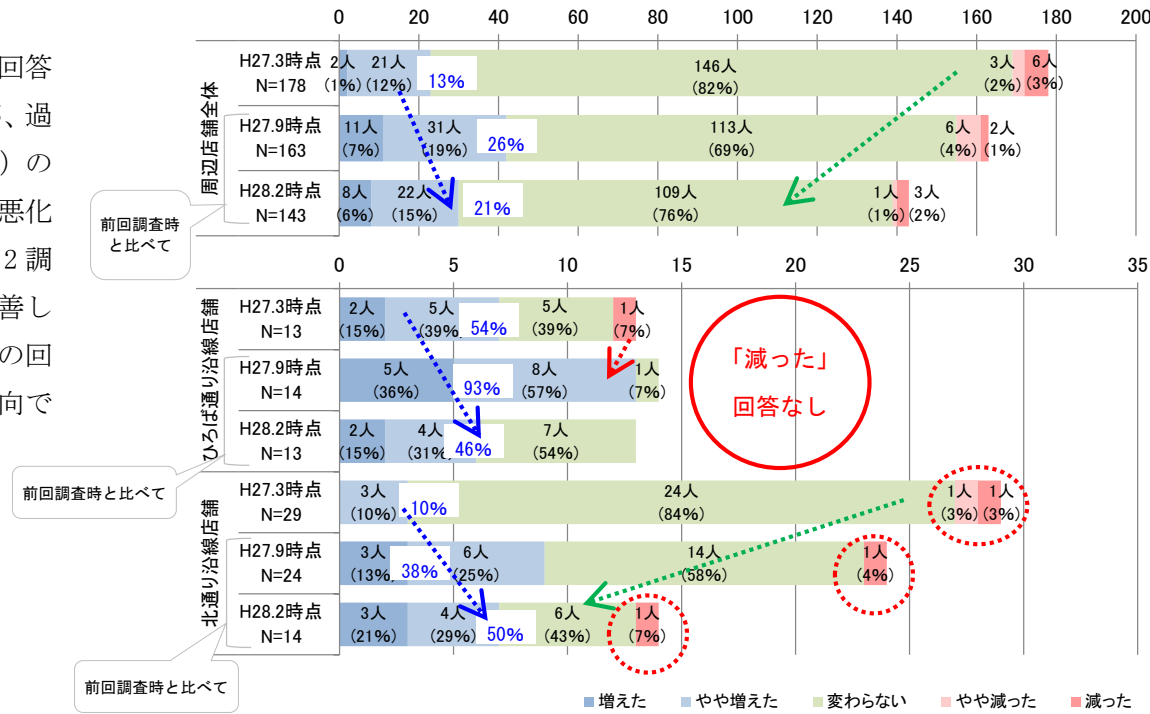 回答
、過
）の
悪化
２調
善し
の回
向で
0 20 40 60 80 100 120 140 160 180 200
周辺店舗全体
H27.3時点
N=178
2人 21人 146人 3人 6人
(1%) (12%) 13% (82%) (2%) (3%)
H27.9時点
N=163
11人 31人 113人 6人 2人
(7%) (19%) 26% (69%) (4%) (1%)
H28.2時点
N=143
8人 22人 109人 1人 3人
(6%) (15%) 21% (76%) (1%) (2%)
前回調査時
と比べて
0 5 10 15 20 25 30 35
ひろば通り沿線店舗
H27.3時点
N=13
2人 5人 5人 1人
(15%) (39%) 54% (39%) (7%)
H27.9時点
N=14
5人 8人 1人
(36%) 93% (57%) (7%)
H28.2時点
N=13
2人 4人 7人
(15%) (31%) 46% (54%)
「減った」
回答なし
前回調査時と比べて
北通り沿線店舗
H27.3時点
N=29
3人 24人 1人 1人
(10%) 10% (84%) (3%) (3%)
H27.9時点
N=24
3人 6人 14人 1人
(13%) 38% (25%) (58%) (4%)
H28.2時点
N=14
3人 4人 6人 1人
(21%) (29%) 50% (43%) (7%)
前回調査時と比べて
増えた やや増えた 変わらない やや減った 減った